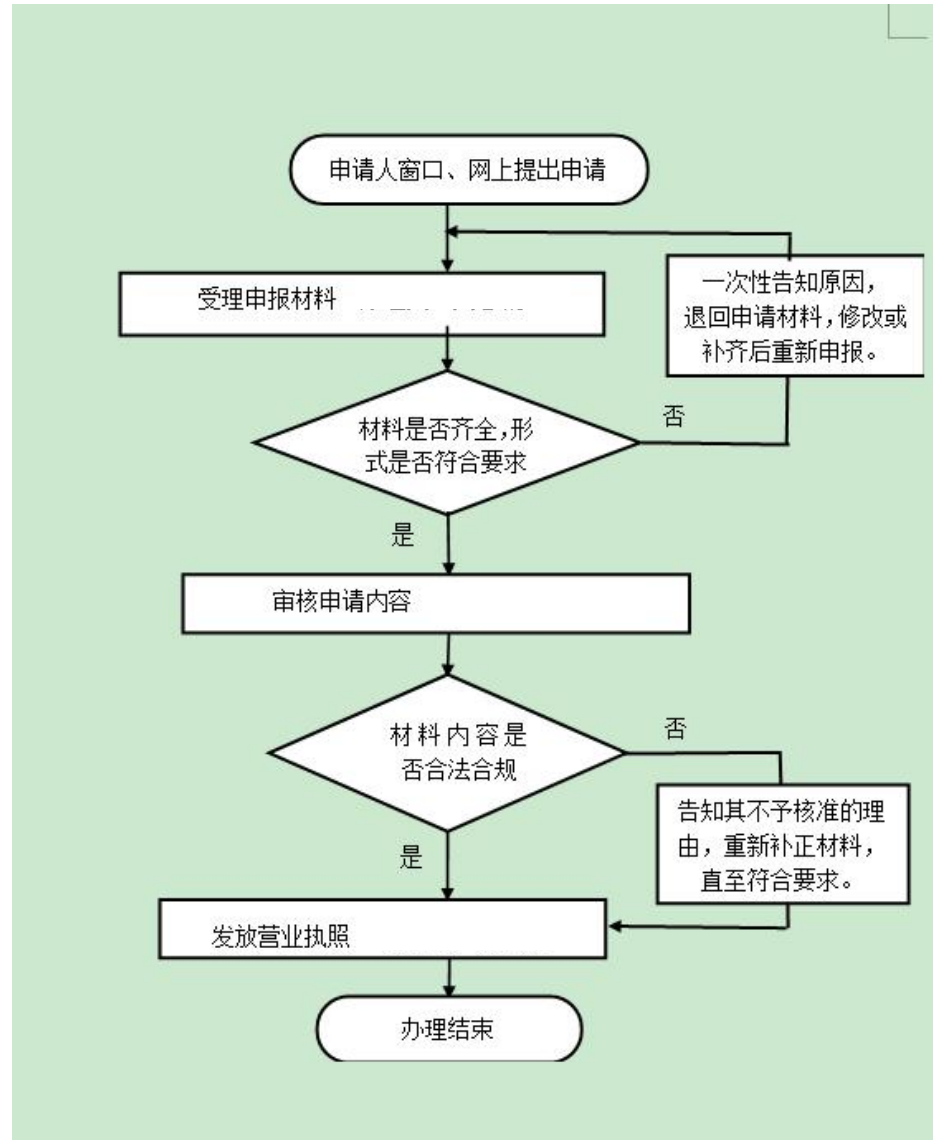 申请人窗口、网上提出申请
受理申报材料
一次性告知原因，
退回申请材料，修改或
补齐后重新申报。
材料是否齐全，形
式是否符合要求
否
是
审核申请内容
材料内容是
否合法合规
否
告知其不予核准的理
由，重新补正材料，
直至符合要求。
是
发放营业执照
办理结束